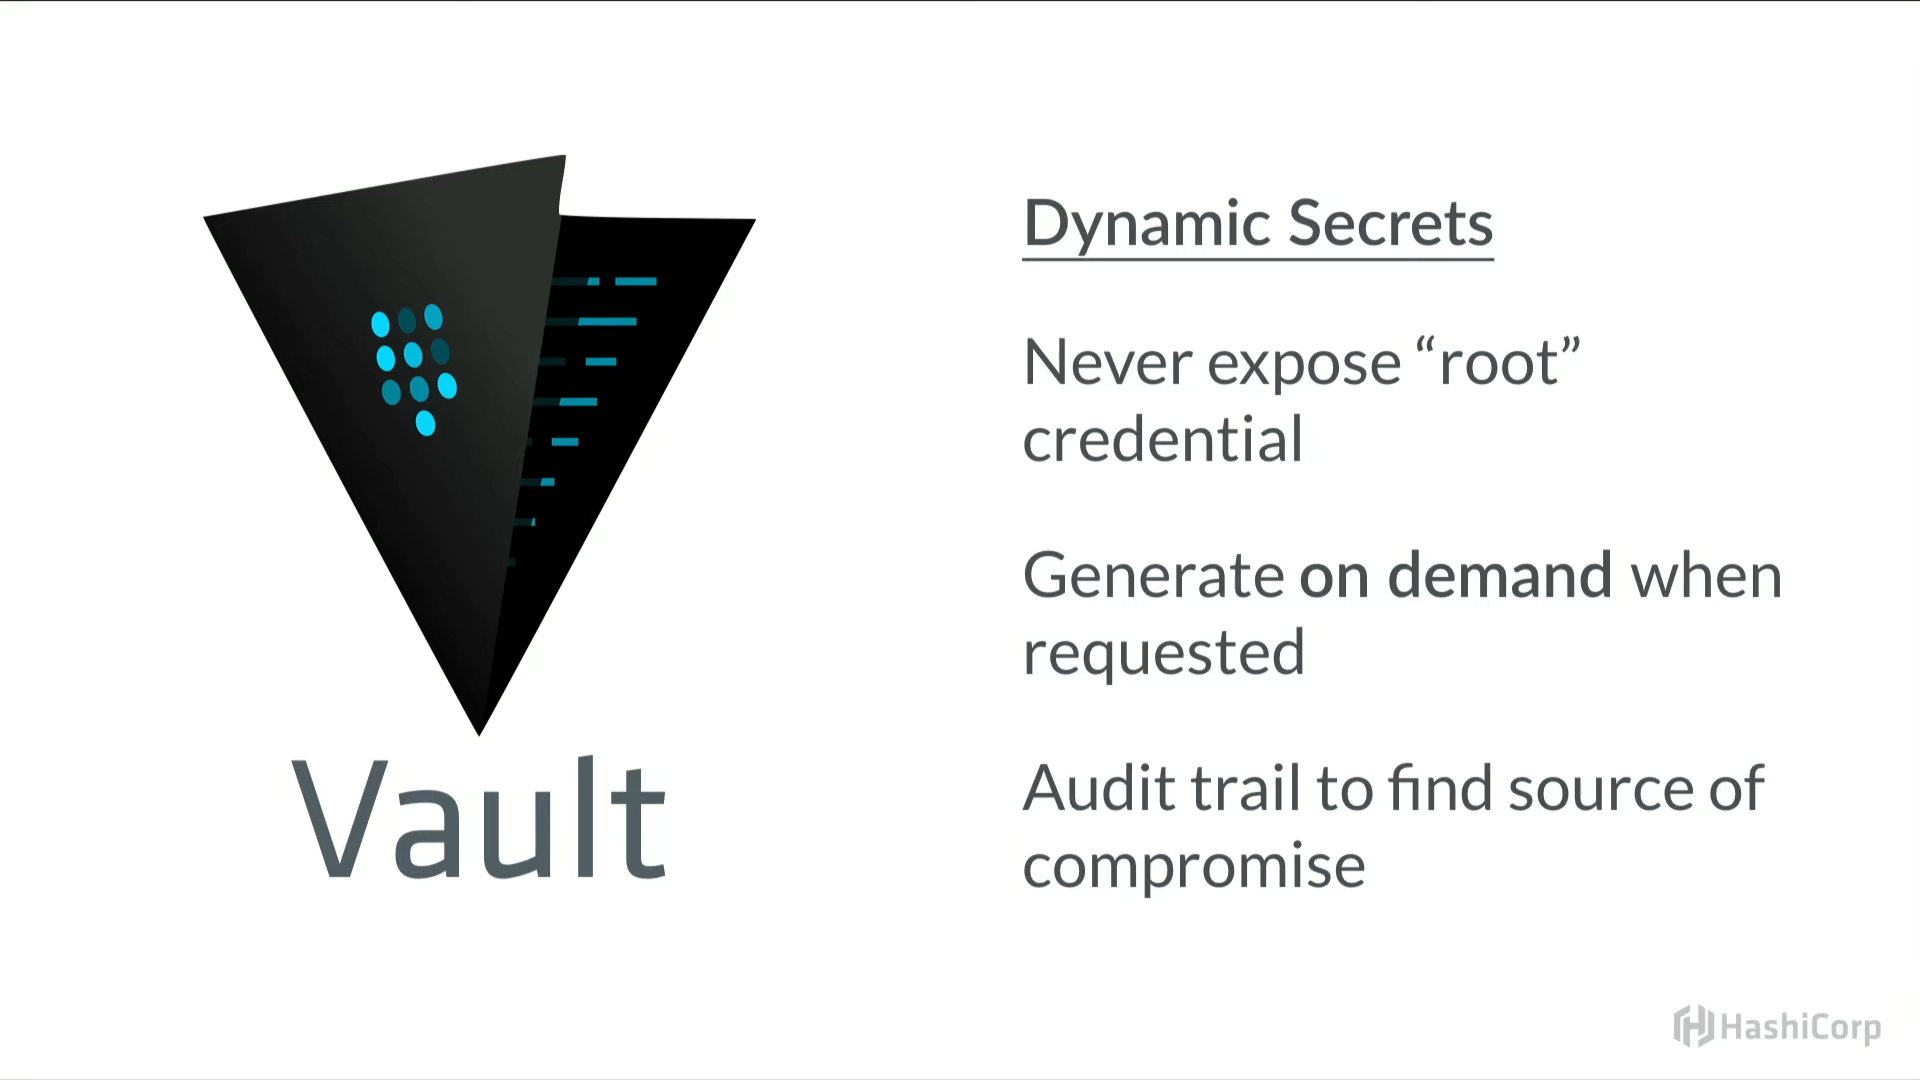 Vault
Dynamic Secrets
Never expose “root”
credential
Generate on demand when
requested
Audit trail to find source of
compromise
HashiCorp